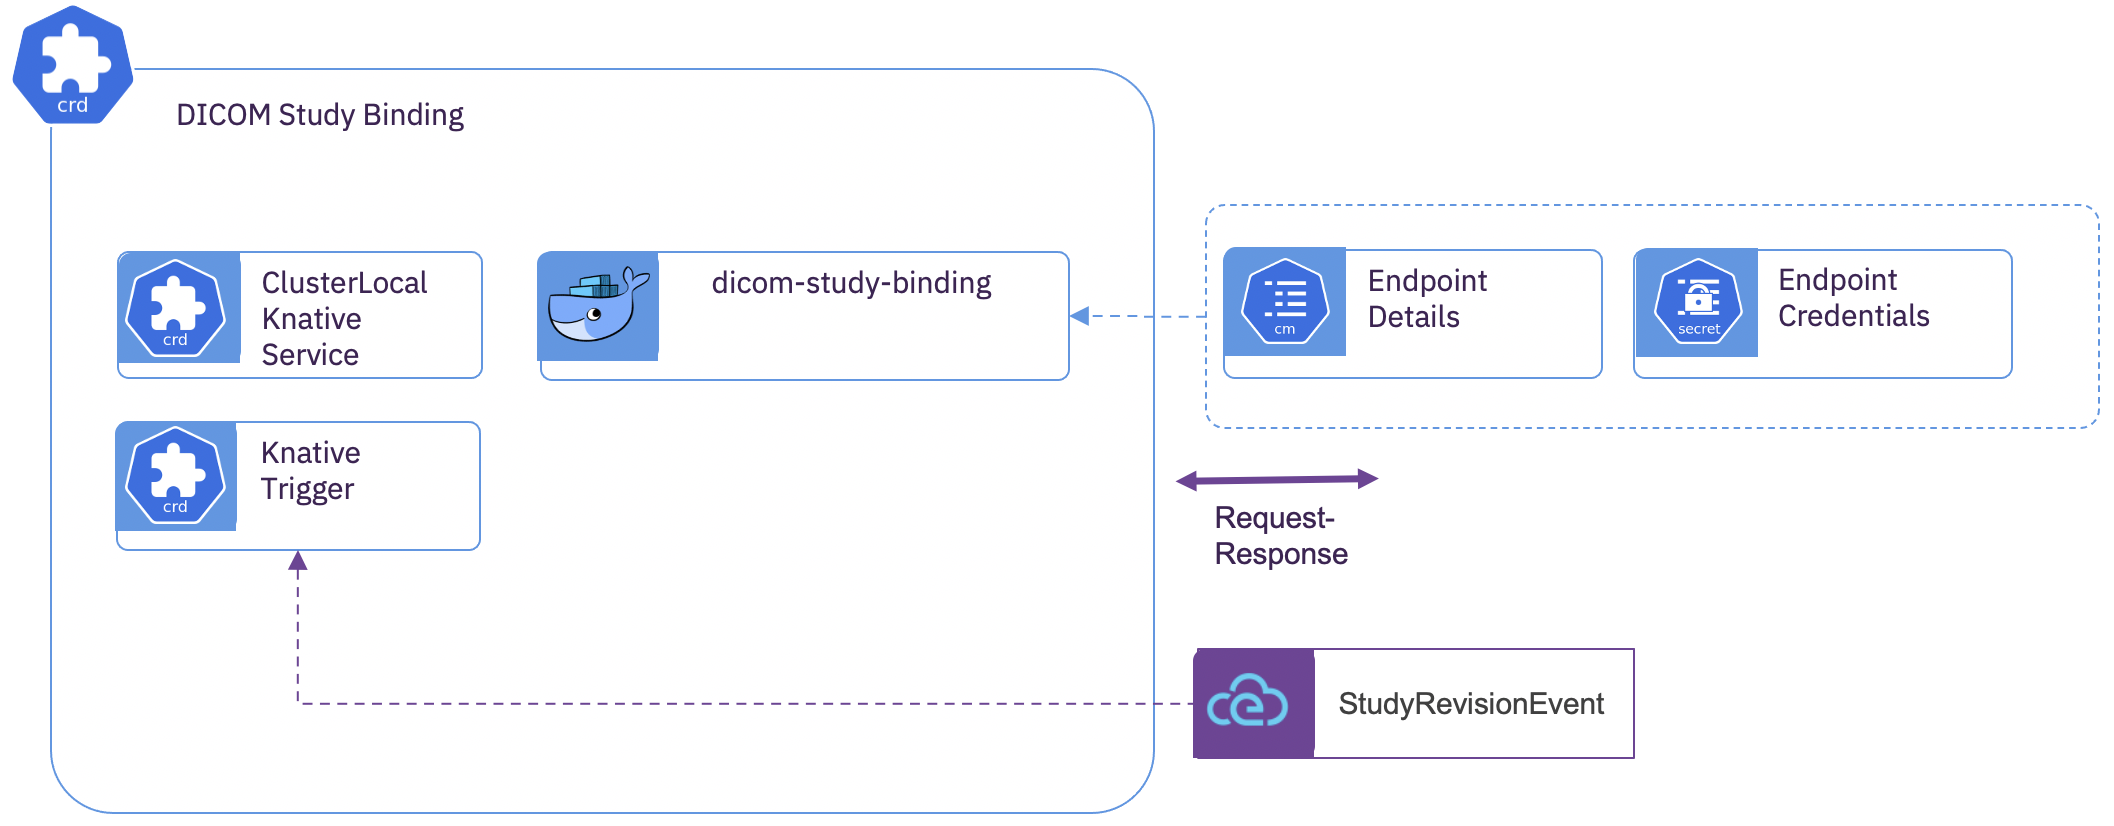 crd
DICOM Study Binding
crd
ClusterLocal
Knative
Service
dicom-study-binding
cm
Endpoint
Details
secret
Endpoint
Credentials
crd
Knative
Trigger
Request-
Response
StudyRevisionEvent